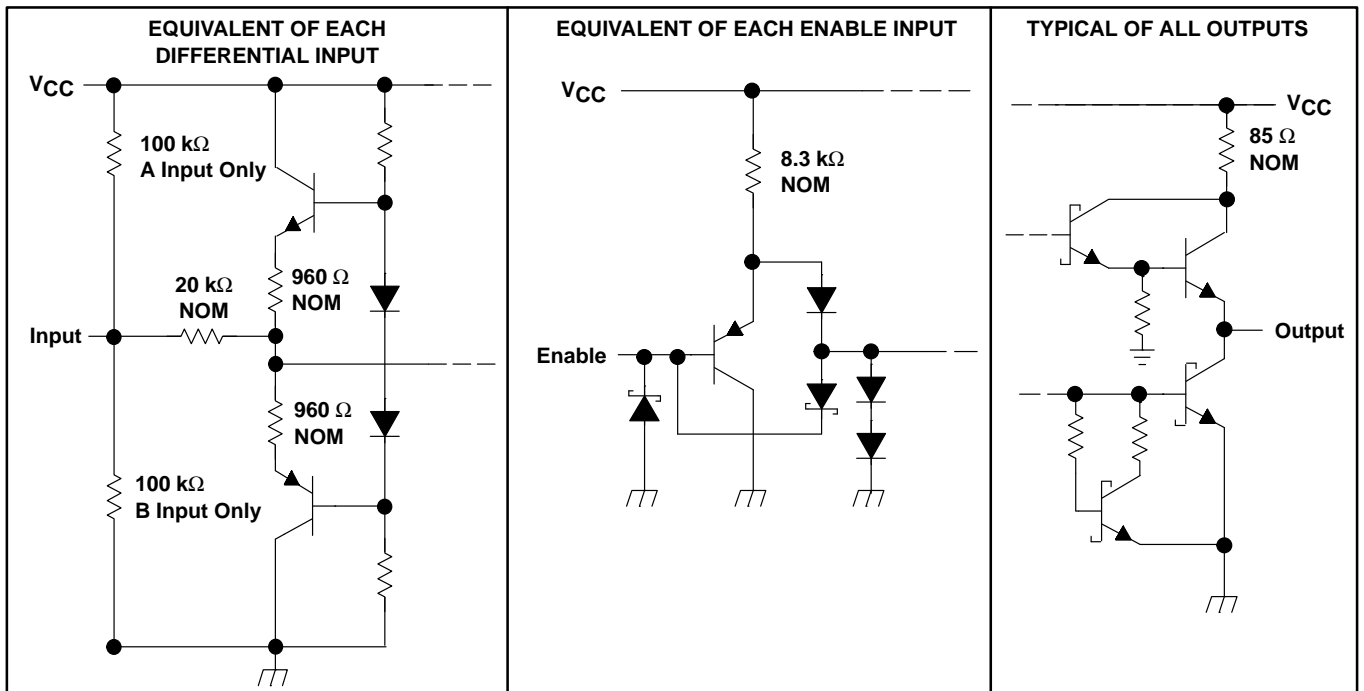 EQUIVALENT OF EACH
DIFFERENTIAL INPUT
VCC
100 kΩ
A Input Only
20 kΩ
NOM
960 Ω
NOM
Input
960 Ω
NOM
100 kΩ
B Input Only
EQUIVALENT OF EACH ENABLE INPUT
VCC
8.3 kΩ
NOM
Enable
TYPICAL OF ALL OUTPUTS
VCC
85 Ω
NOM
Output